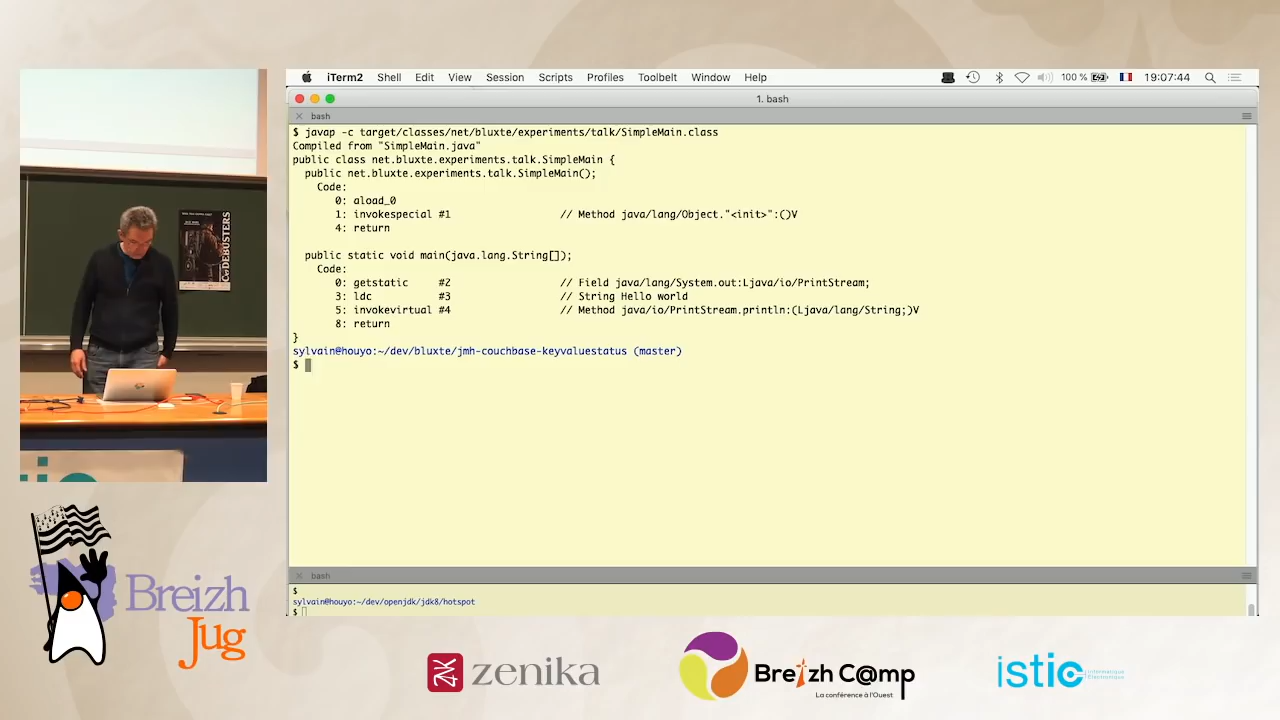 iTerm2 Shell Edit View Session Scripts Profiles Toolbelt Window Help 100 % 19:07:44
1. bash
bash
$ javap -c target/classes/net/bluxte/experiments/talk/SimpleMain.class
Compiled from "SimpleMain.java"
public class net.bluxte.experiments.talk.SimpleMain {
public net.bluxte.experiments.talk.SimpleMain();
Code:
0: aload_0
1: invokespecial #1 // Method java/lang/Object."<init>":()V
4: return
public static void main(java.lang.String[]);
Code:
0: getstatic #2 // Field java/lang/System.out:Ljava/io/PrintStream;
3: ldc #3 // String Hello world
5: invokevirtual #4 // Method java/io/PrintStream.println:(Ljava/lang/String;)V
8: return
}
sylvain@houyo:~/dev/bluxte/jmh-couchbase-keyvaluestatus (master)
$
bash
$
sylvain@houyo:~/dev/openjdk/jdk8/hotspot
$
CODEBUSTERS
Breizh
Jug
zenika
Breizh C@mp
La conférence à l'Ouest
istic